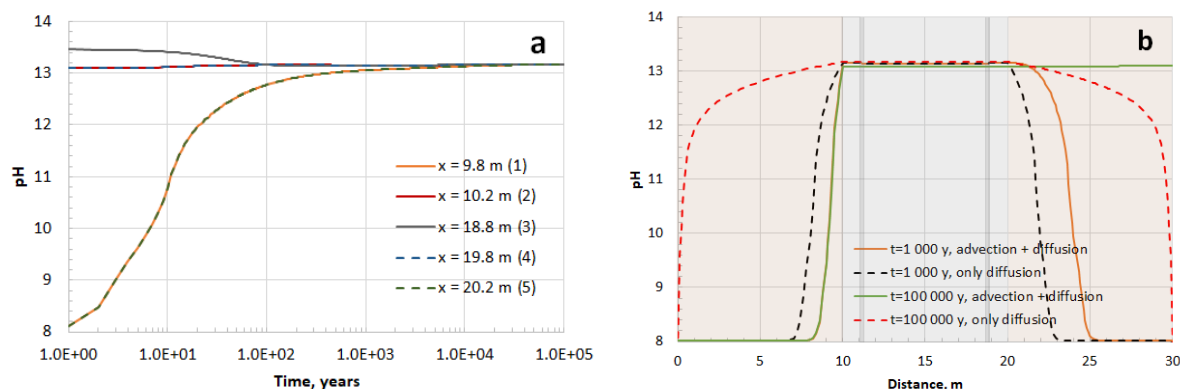 14
13
12
11
10
9
8
pH
a
x = 9.8 m (1)
x = 10.2 m (2)
x = 18.8 m (3)
x = 19.8 m (4)
x = 20.2 m (5)
1.0E+00 1.0E+01 1.0E+02 1.0E+03 1.0E+04 1.0E+05
Time, years
14
13
12
11
10
9
8
pH
b
t=1 000 y, advection + diffusion
t=1 000 y, only diffusion
t=100 000 y, advection + diffusion
t=100 000 y, only diffusion
0 5 10 15 20 25 30
Distance, m